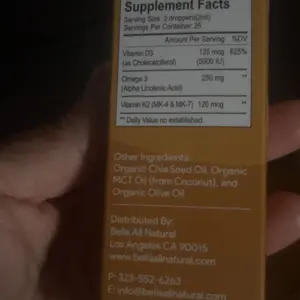 Supplement Facts
Serving Size: 2 droppers(2ml)
Servings Per Container: 25
Amount Per Serving %DV
Vitamin D3 125 mcg 625%
(as Cholecalciferol) (5000 IU)
Omega 3 250 mg **
(Alpha Linolenic Acid)
Vitamin K2 (MK-4 & MK-7) 120 mcg **
** Daily Value no established.
Other Ingredients:
Organic Chia Seed Oil, Organic
MCT Oil (from Coconut), and
Organic Olive Oil
Distributed By:
Bella All Natural
Los Angeles CA 90015
www.bellaallnatural.com
P: 323-552-6263
E: info@bellaallnatural.com